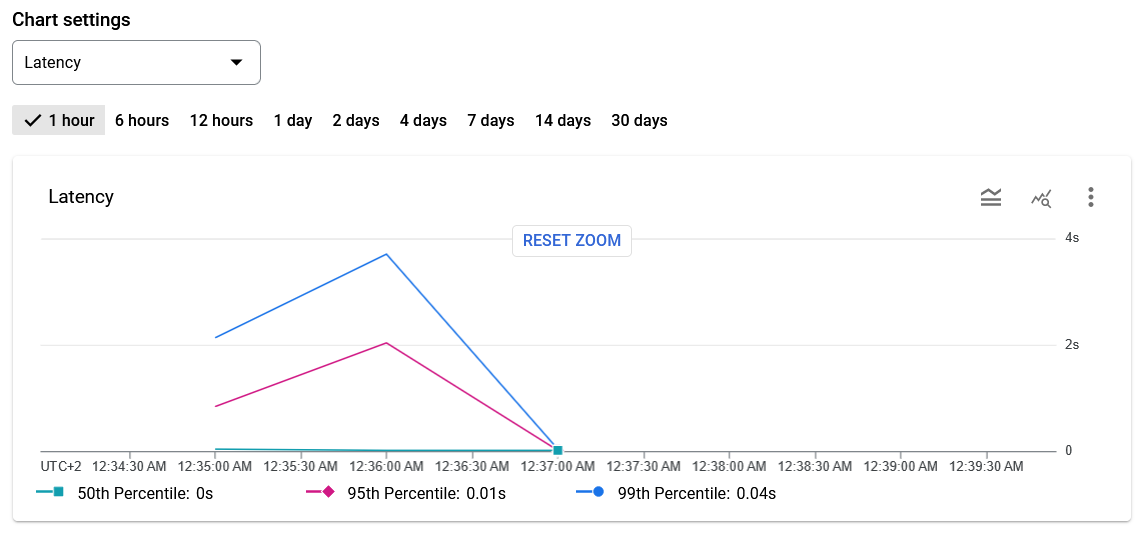 Chart settings
Latency
1 hour 6 hours 12 hours 1 day 2 days 4 days 7 days 14 days 30 days
Latency
RESET ZOOM
4s
2s
0
UTC+2 12:34:30 AM 12:35:00 AM 12:35:30 AM 12:36:00 AM 12:36:30 AM 12:37:00 AM 12:37:30 AM 12:38:00 AM 12:38:30 AM 12:39:00 AM 12:39:30 AM
50th Percentile: 0s 95th Percentile: 0.01s 99th Percentile: 0.04s